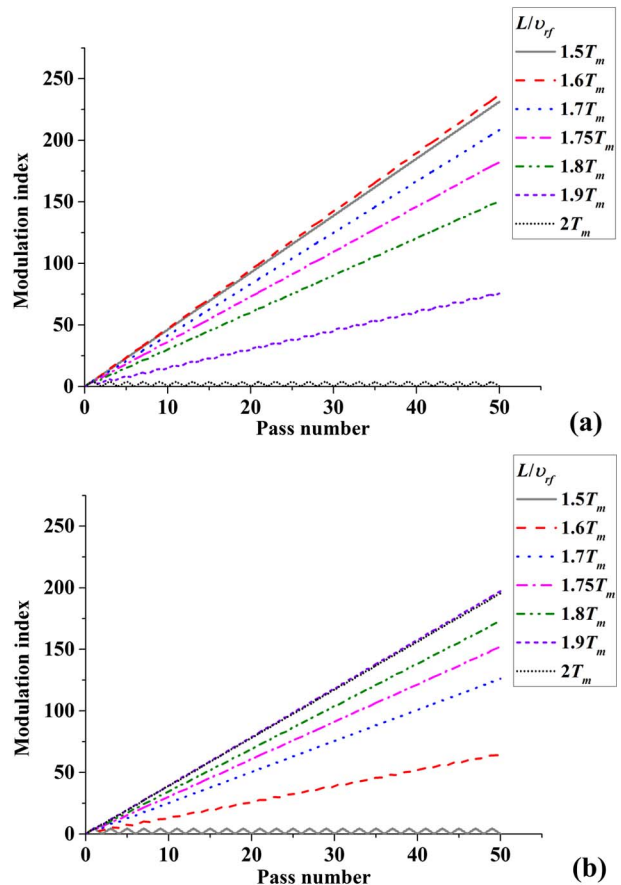 L/υrf
1.5Tm
1.6Tm
1.7Tm
1.75Tm
1.8Tm
1.9Tm
2Tm
250
200
150
100
50
0
Modulation index
0 10 20 30 40 50
Pass number
(a)
L/υrf
1.5Tm
1.6Tm
1.7Tm
1.75Tm
1.8Tm
1.9Tm
2Tm
250
200
150
100
50
0
Modulation index
0 10 20 30 40 50
Pass number
(b)